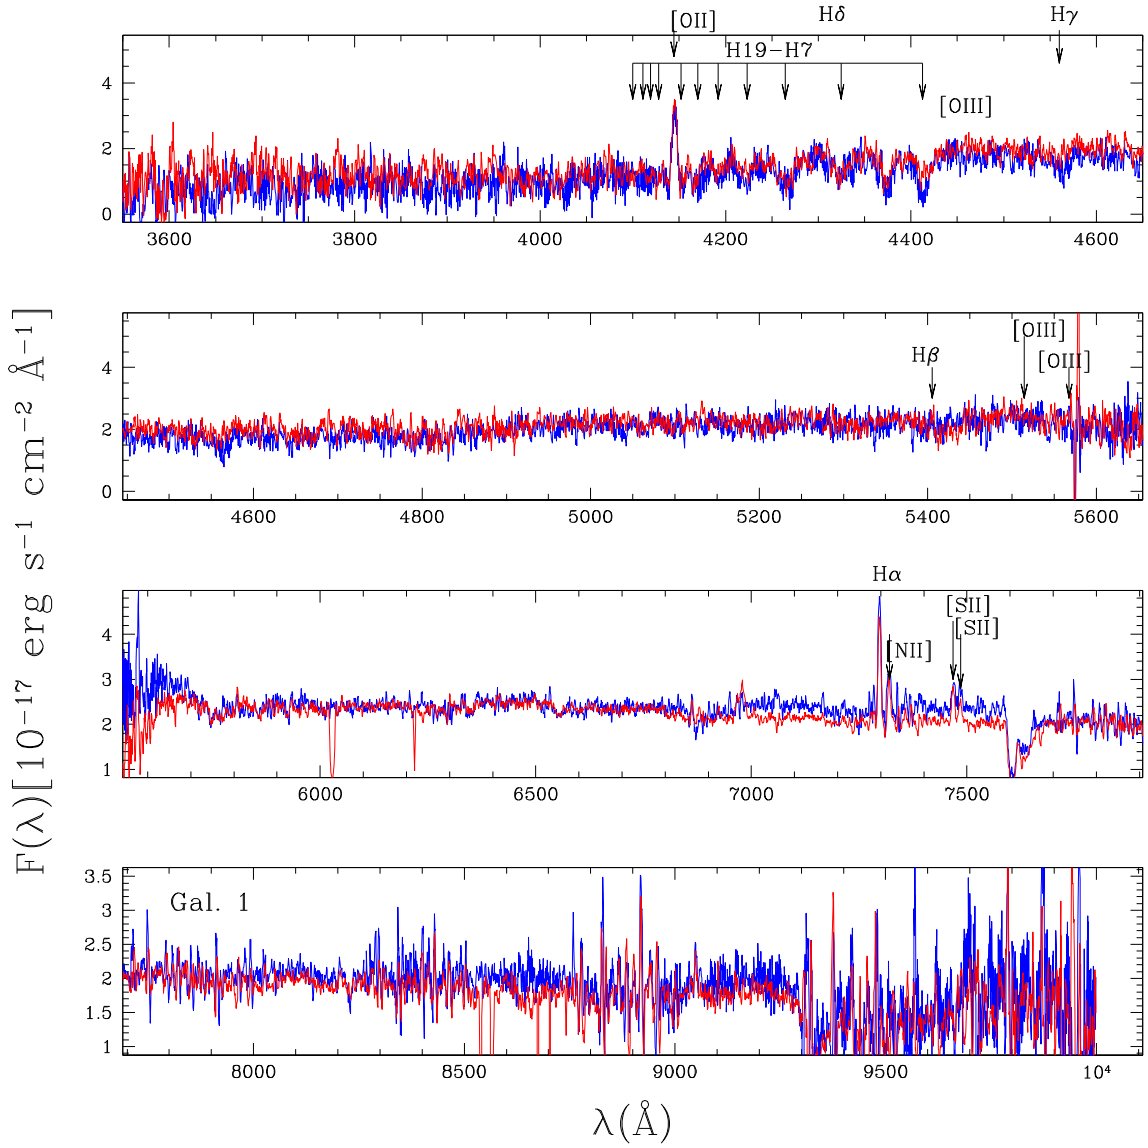 [OII]
Hδ
Hγ
H19−H7
[OIII]
4
2
0
3600 3800 4000 4200 4400 4600
Hβ
[OIII]
[OIII]
4
2
0
4600 4800 5000 5200 5400 5600
Hα
[SII]
[SII]
[NII]
4
3
2
1
6000 6500 7000 7500
Gal. 1
3.5
3
2.5
2
1.5
1
8000 8500 9000 9500 10⁴
λ(Å)
F(λ)[10⁻¹⁷ erg s⁻¹ cm⁻² Å⁻¹]